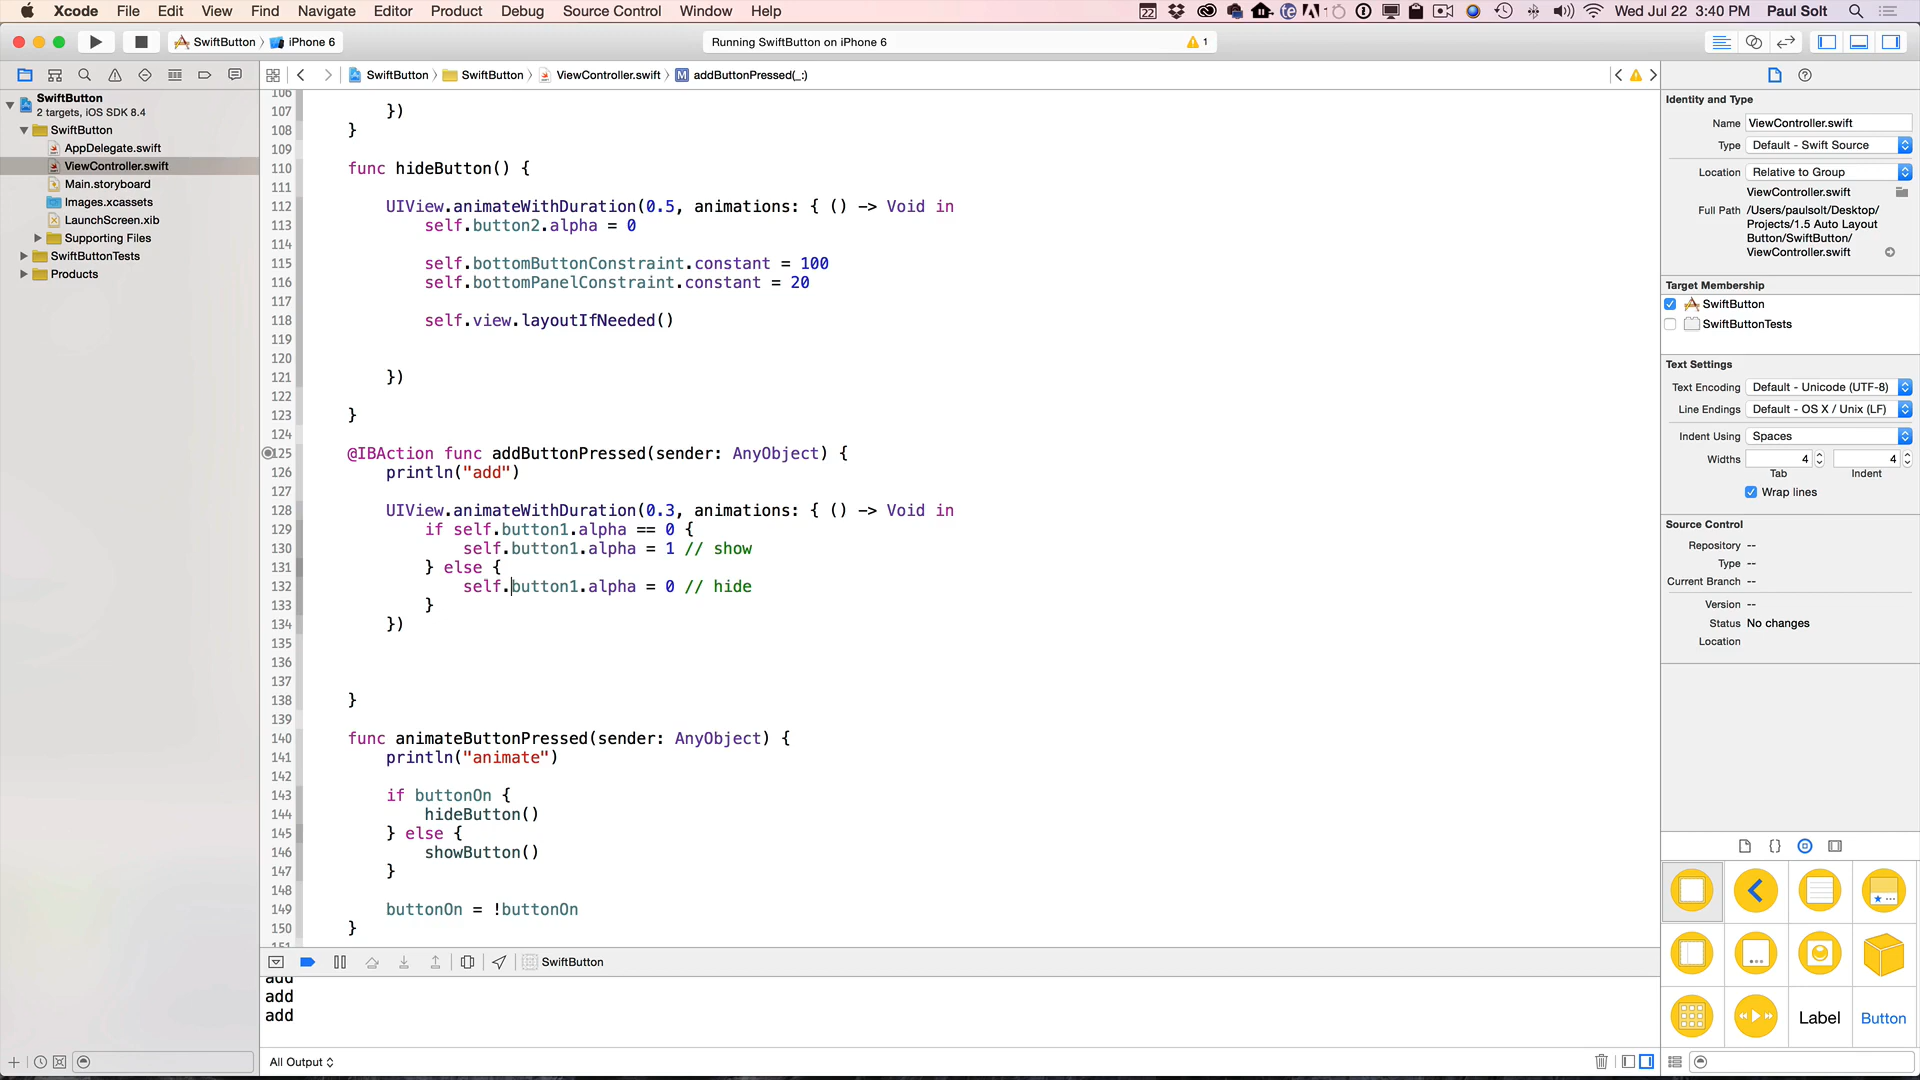 Xcode File Edit View Find Navigate Editor Product Debug Source Control Window Help
22
Wed Jul 22 3:40 PM Paul Solt
SwiftButton iPhone 6
Running SwiftButton on iPhone 6
1
SwiftButton SwiftButton ViewController.swift M addButtonPressed(_:)
SwiftButton
2 targets, iOS SDK 8.4
SwiftButton
AppDelegate.swift
ViewController.swift
Main.storyboard
Images.xcassets
LaunchScreen.xib
Supporting Files
SwiftButtonTests
Products
106
107 })
108 }
109
110 func hideButton() {
111
112 UIView.animateWithDuration(0.5, animations: { () -> Void in
113 self.button2.alpha = 0
114
115 self.bottomButtonConstraint.constant = 100
116 self.bottomPanelConstraint.constant = 20
117
118 self.view.layoutIfNeeded()
119
120
121 })
122
123 }
124
125 @IBAction func addButtonPressed(sender: AnyObject) {
126 println("add")
127
128 UIView.animateWithDuration(0.3, animations: { () -> Void in
129 if self.button1.alpha == 0 {
130 self.button1.alpha = 1 // show
131 } else {
132 self.button1.alpha = 0 // hide
133 }
134 })
135
136
137
138 }
139
140 func animateButtonPressed(sender: AnyObject) {
141 println("animate")
142
143 if buttonOn {
144 hideButton()
145 } else {
146 showButton()
147 }
148
149 buttonOn = !buttonOn
150 }
151
SwiftButton
add
add
add
All Output
Identity and Type
Name ViewController.swift
Type Default - Swift Source
Location Relative to Group
ViewController.swift
Full Path /Users/paulsolt/Desktop/
Projects/1.5 Auto Layout
Button/SwiftButton/
ViewController.swift
Target Membership
SwiftButton
SwiftButtonTests
Text Settings
Text Encoding Default - Unicode (UTF-8)
Line Endings Default - OS X / Unix (LF)
Indent Using Spaces
Widths 4 4
Tab Indent
Wrap lines
Source Control
Repository --
Type --
Current Branch --
Version --
Status No changes
Location
{}
Label
Button